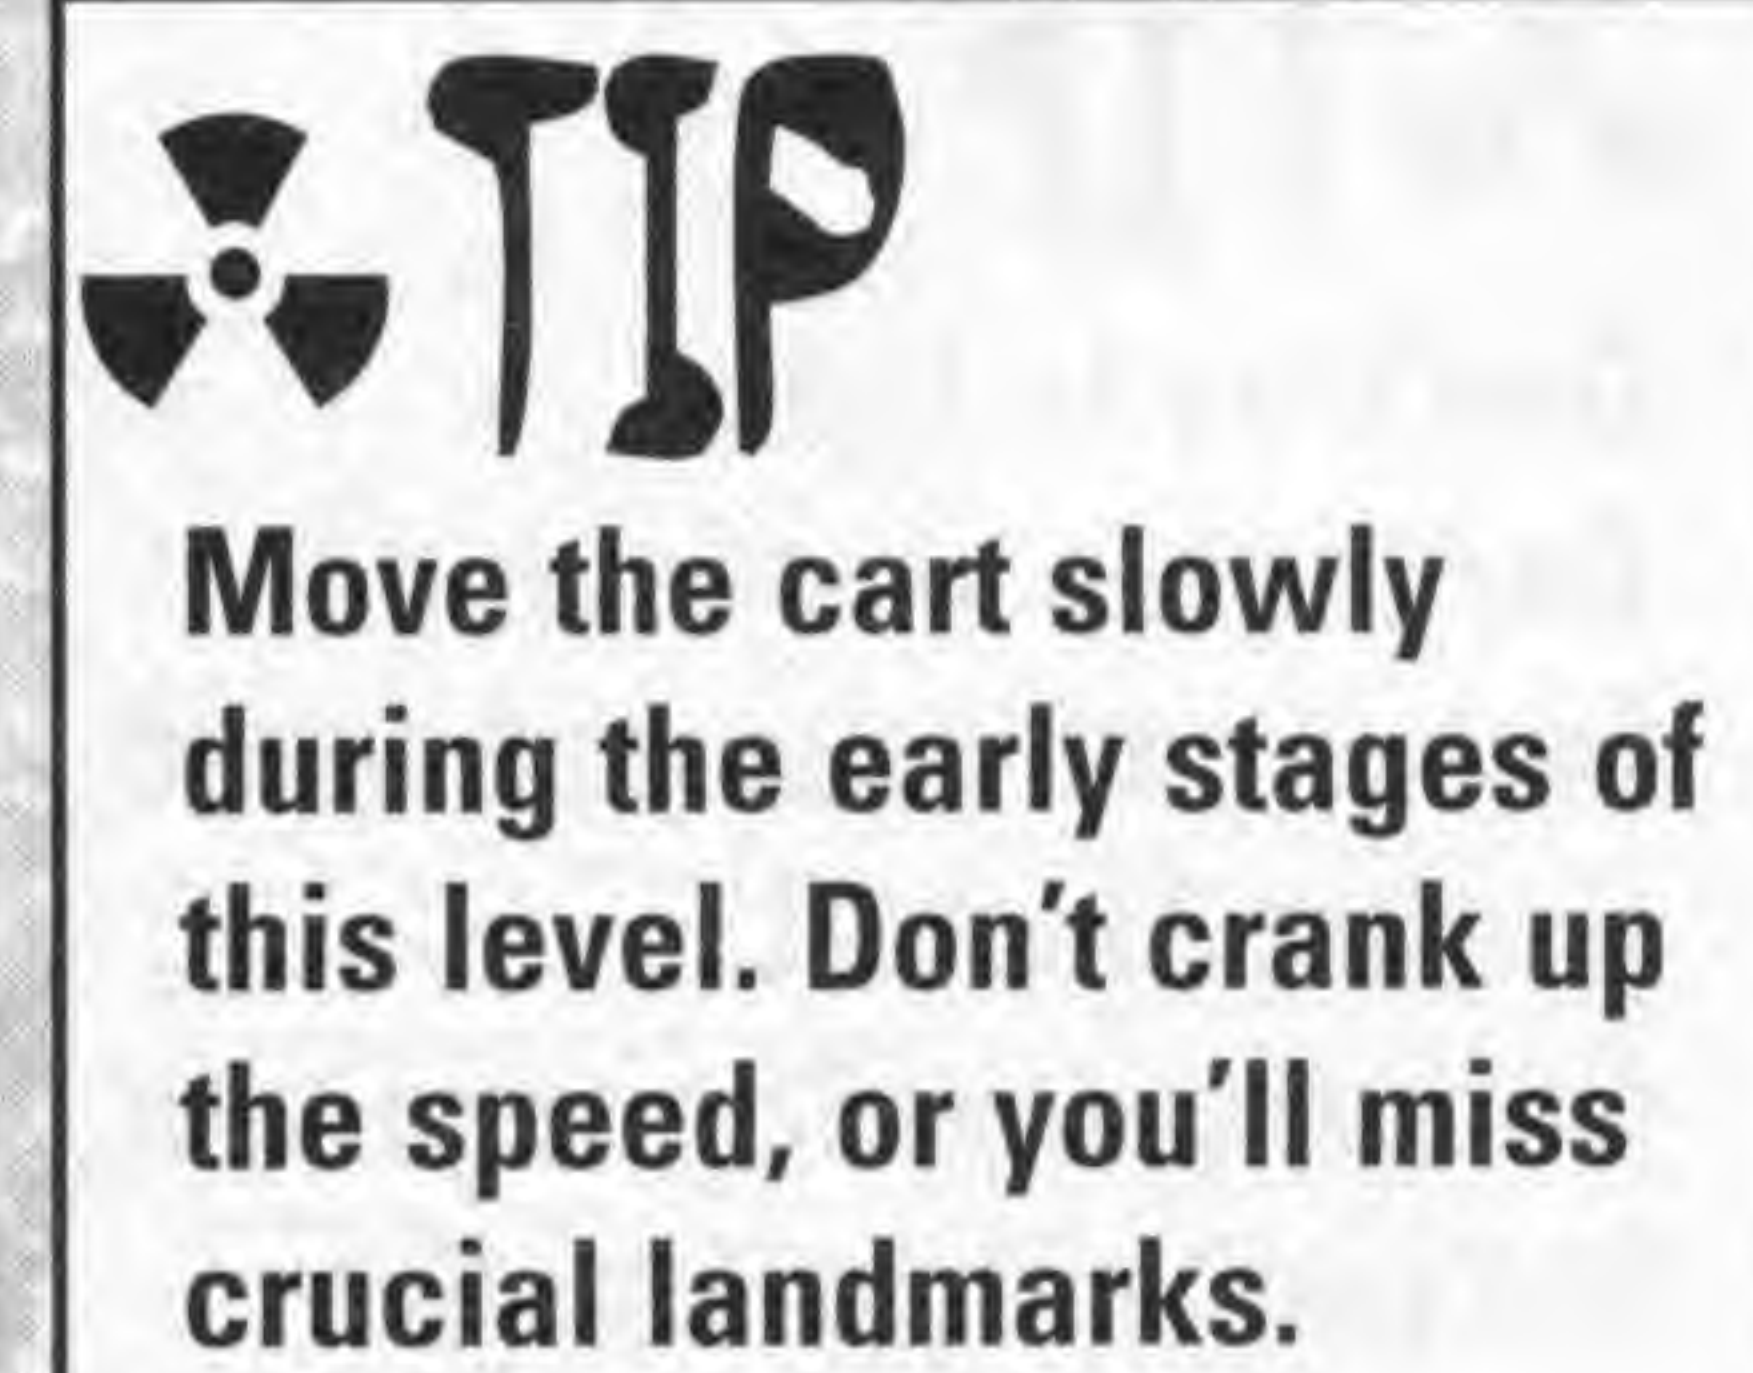 TIP
Move the cart slowly
during the early stages of
this level. Don't crank up
the speed, or you'll miss
crucial landmarks.